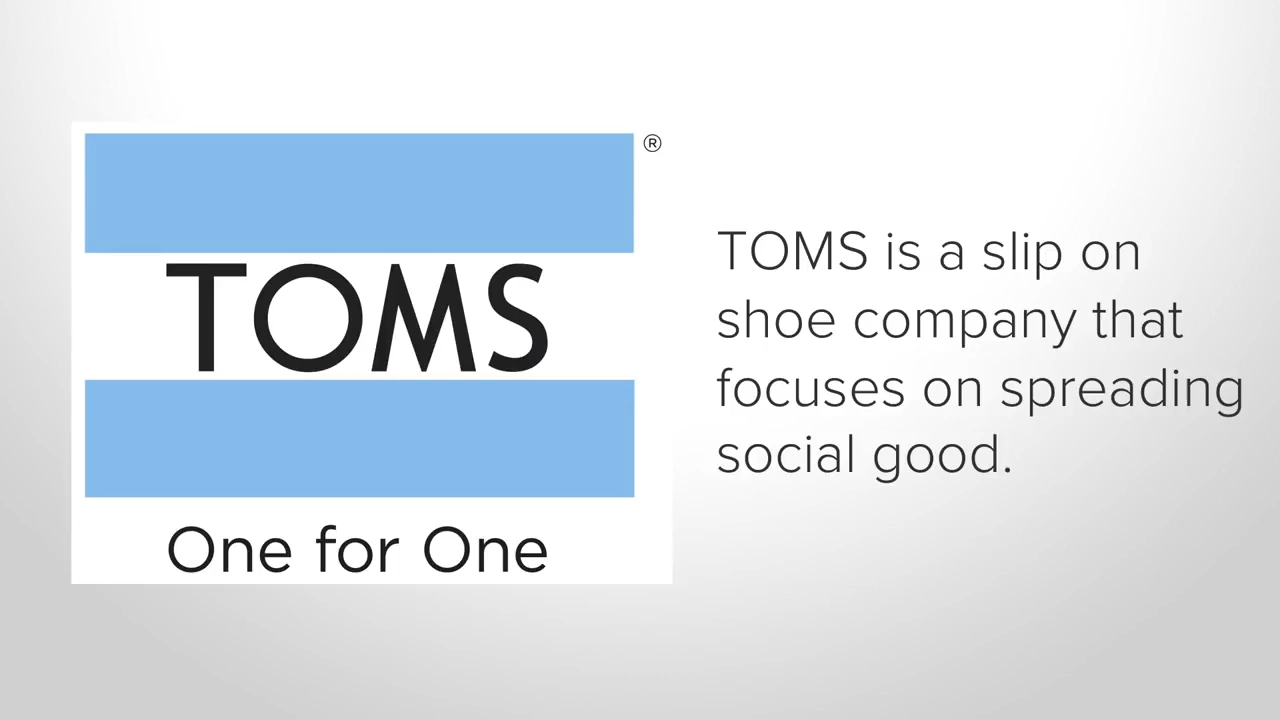 ®
TOMS
One for One
TOMS is a slip on
shoe company that
focuses on spreading
social good.